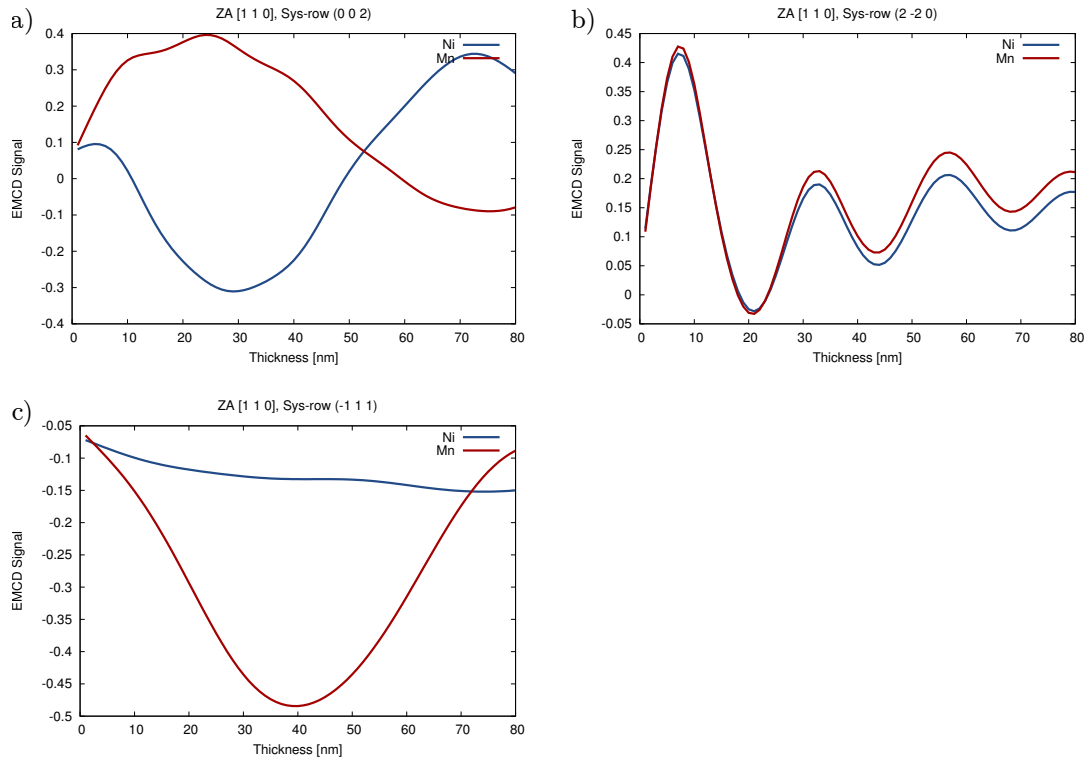 a)
ZA [1 1 0], Sys-row (0 0 2)
Ni
Mn
0.4
0.3
0.2
0.1
0
-0.1
-0.2
-0.3
-0.4
EMCD Signal
0 10 20 30 40 50 60 70 80
Thickness [nm]
b)
ZA [1 1 0], Sys-row (2 -2 0)
Ni
Mn
0.45
0.4
0.35
0.3
0.25
0.2
0.15
0.1
0.05
0
-0.05
EMCD Signal
0 10 20 30 40 50 60 70 80
Thickness [nm]
c)
ZA [1 1 0], Sys-row (-1 1 1)
Ni
Mn
-0.05
-0.1
-0.15
-0.2
-0.25
-0.3
-0.35
-0.4
-0.45
-0.5
EMCD Signal
0 10 20 30 40 50 60 70 80
Thickness [nm]